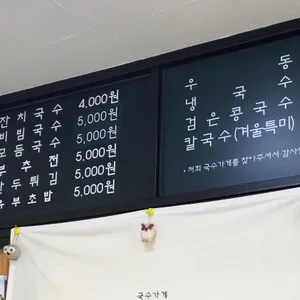 잔치국수 4,000원
비빔국수 5,000원
모듬국수 5,000원
부추전 5,000원
만두튀김 5,000원
유부초밥 5,000원
우동
냉국수
검은콩국수
칼국수(겨울특미)
• 저희 국수가게를 찾아주셔서 감사
국수가게